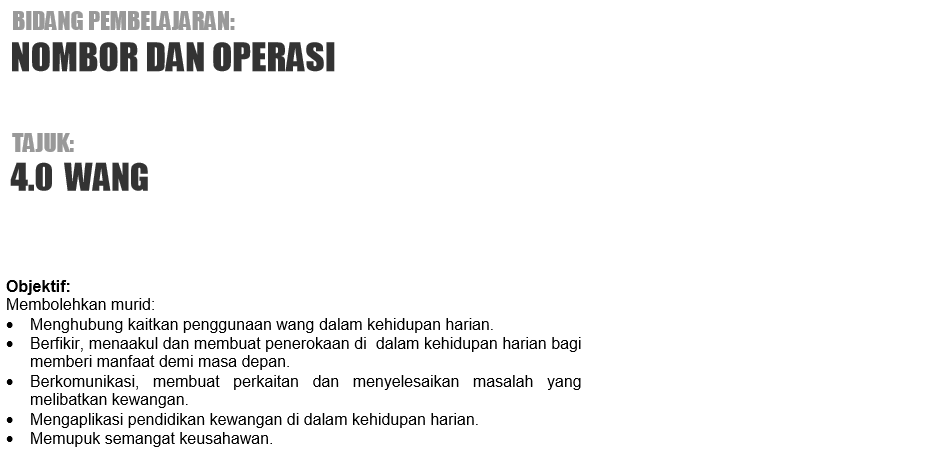 BIDANG PEMBELAJARAN:
NOMBOR DAN OPERASI
TAJUK:
4.0 WANG
Objektif:
Membolehkan murid:
• Menghubung kaitkan penggunaan wang dalam kehidupan harian.
• Berfikir, menaakul dan membuat penerokaan di dalam kehidupan harian bagi
memberi manfaat demi masa depan.
• Berkomunikasi, membuat perkaitan dan menyelesaikan masalah yang
melibatkan kewangan.
• Mengaplikasi pendidikan kewangan di dalam kehidupan harian.
• Memupuk semangat keusahawan.